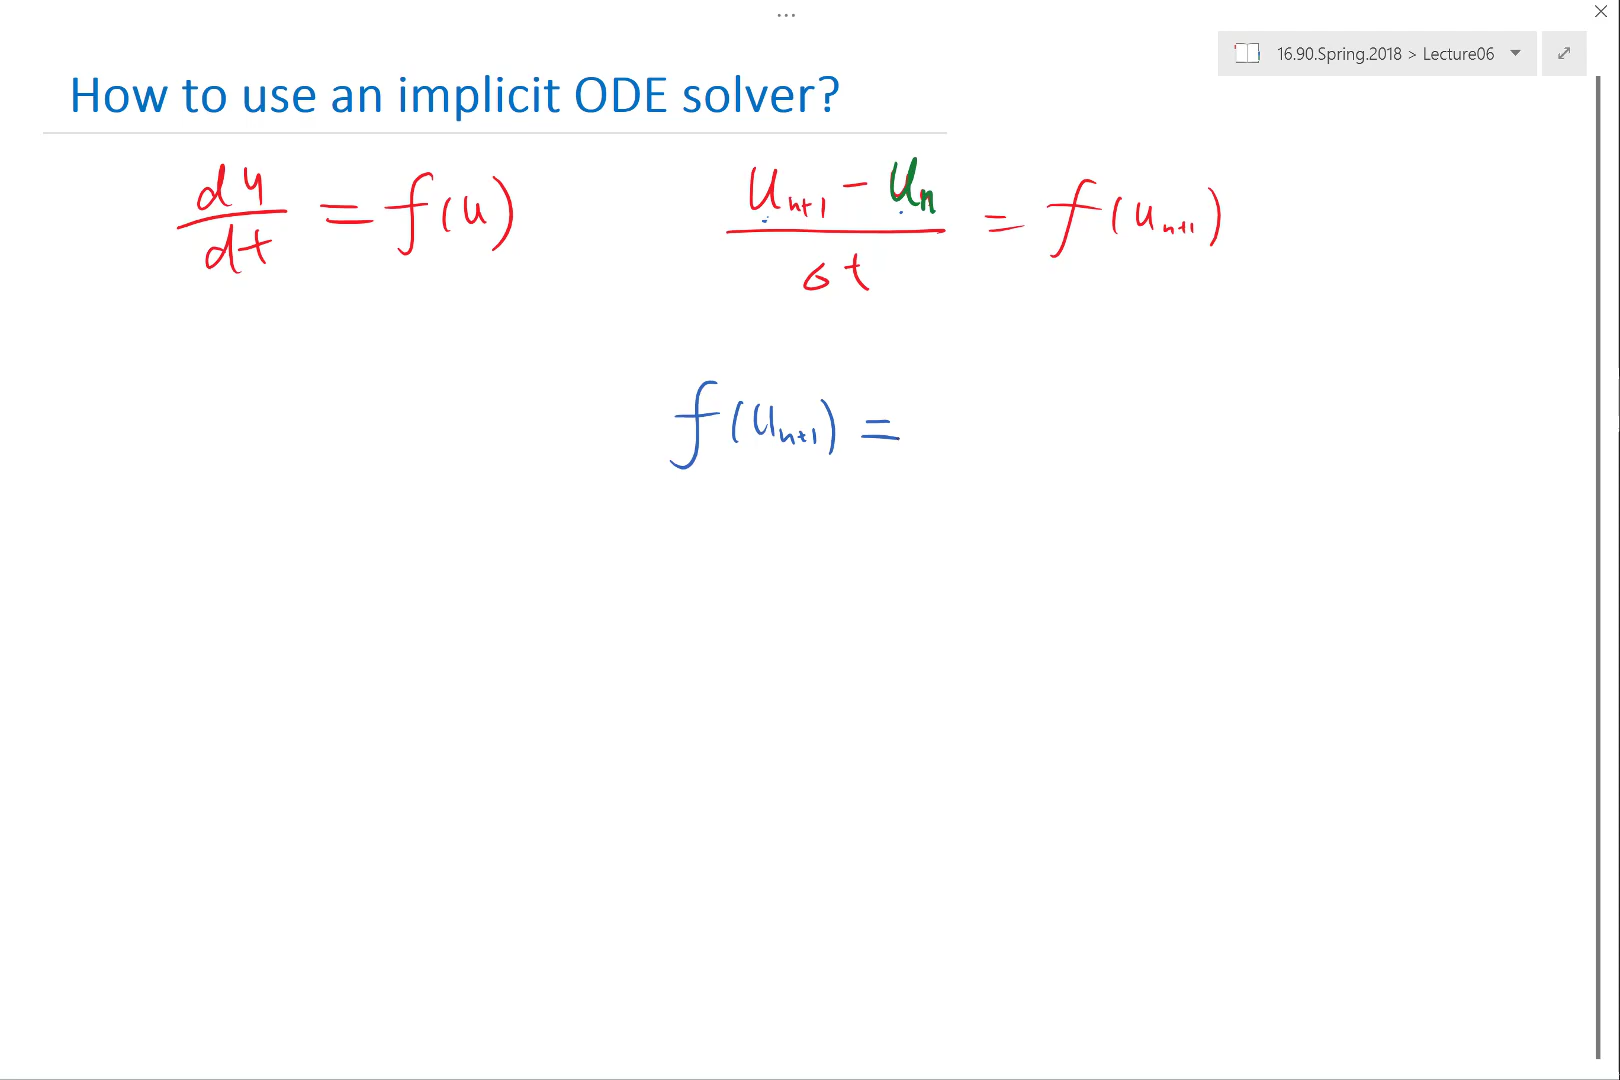 ...
16.90.Spring.2018 > Lecture06
How to use an implicit ODE solver?
du/dt = f(u)
(u_{n+1} - u_n)/δt = f(u_{n+1})
f(u_{n+1}) =